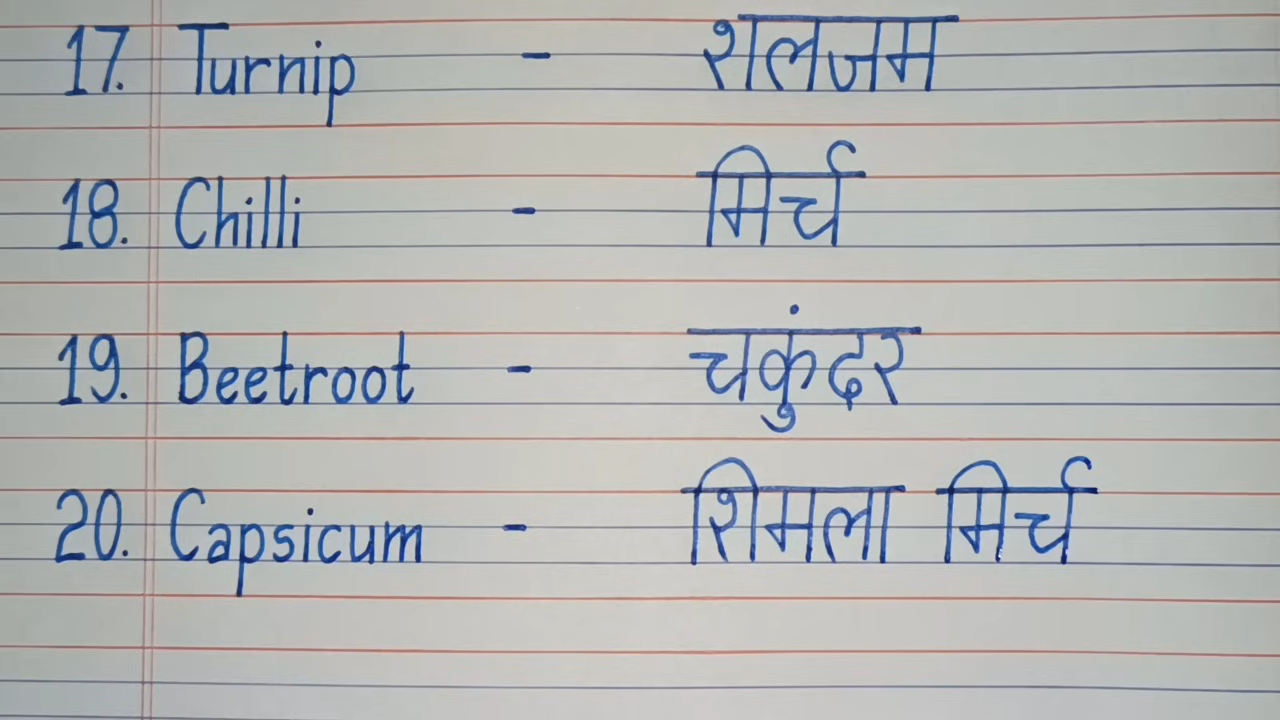 17. Turnip - शलजम
18. Chilli - मिर्च
19. Beetroot - चकुंदर
20. Capsicum - शिमला मिर्च